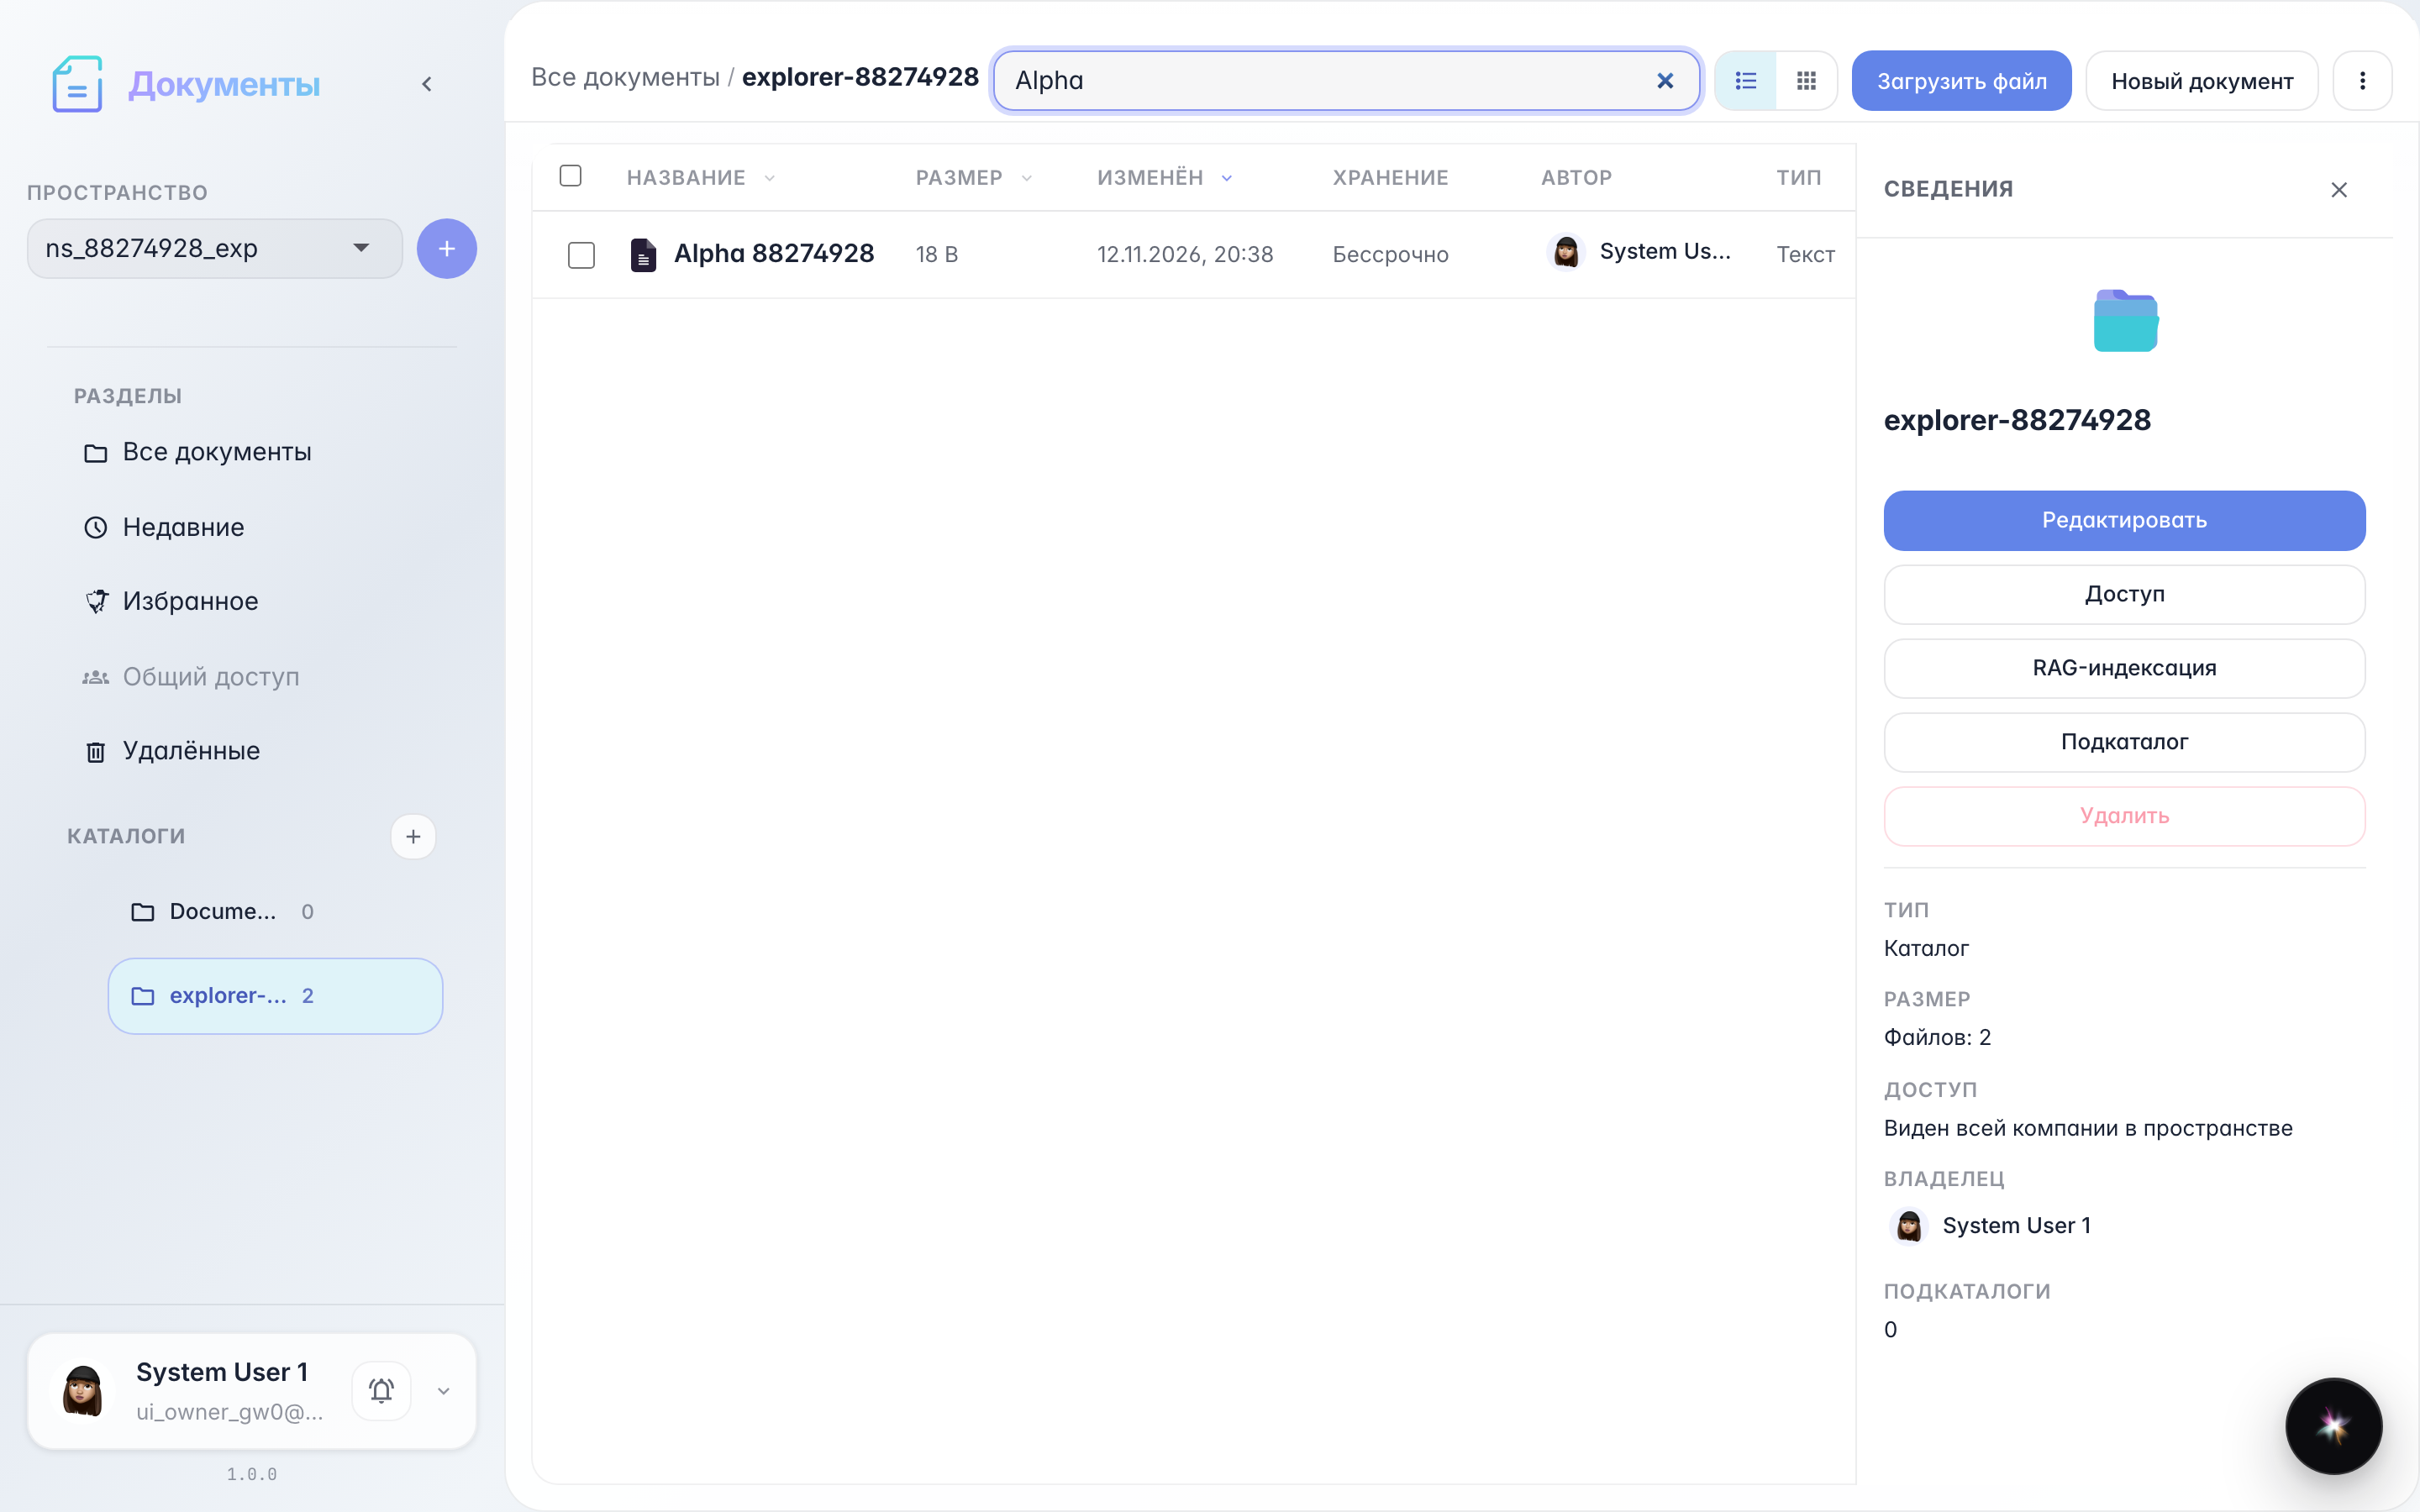 Документы
ПРОСТРАНСТВО
ns_88274928_exp
РАЗДЕЛЫ
Все документы
Недавние
Избранное
Общий доступ
Удалённые
КАТАЛОГИ
Docume... 0
explorer-... 2
System User 1
ui_owner_gw0@...
1.0.0
Все документы / explorer-88274928
Alpha
Загрузить файл
Новый документ
НАЗВАНИЕ РАЗМЕР ИЗМЕНЁН ХРАНЕНИЕ АВТОР ТИП
Alpha 88274928 18 B 12.11.2026, 20:38 Бессрочно System Us... Текст
СВЕДЕНИЯ
explorer-88274928
Редактировать
Доступ
RAG-индексация
Подкаталог
Удалить
ТИП
Каталог
РАЗМЕР
Файлов: 2
ДОСТУП
Виден всей компании в пространстве
ВЛАДЕЛЕЦ
System User 1
ПОДКАТАЛОГИ
0